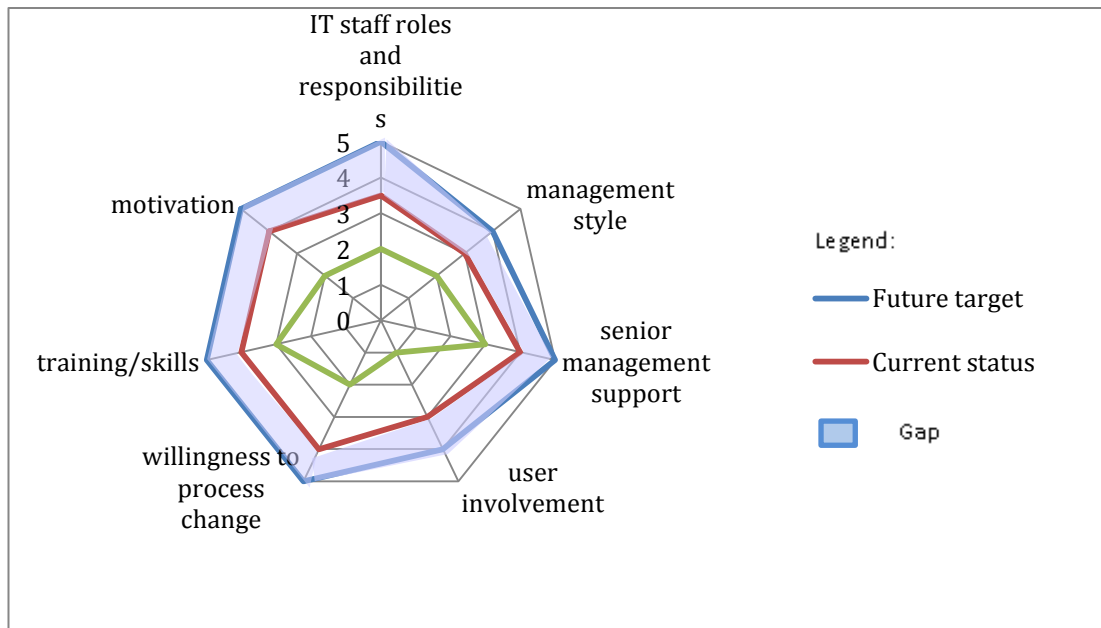 IT staff roles
and
responsibilitie
s
5
4
3
2
1
0
management
style
senior
management
support
user
involvement
willingness to
process
change
training/skills
motivation
Legend:
Future target
Current status
Gap